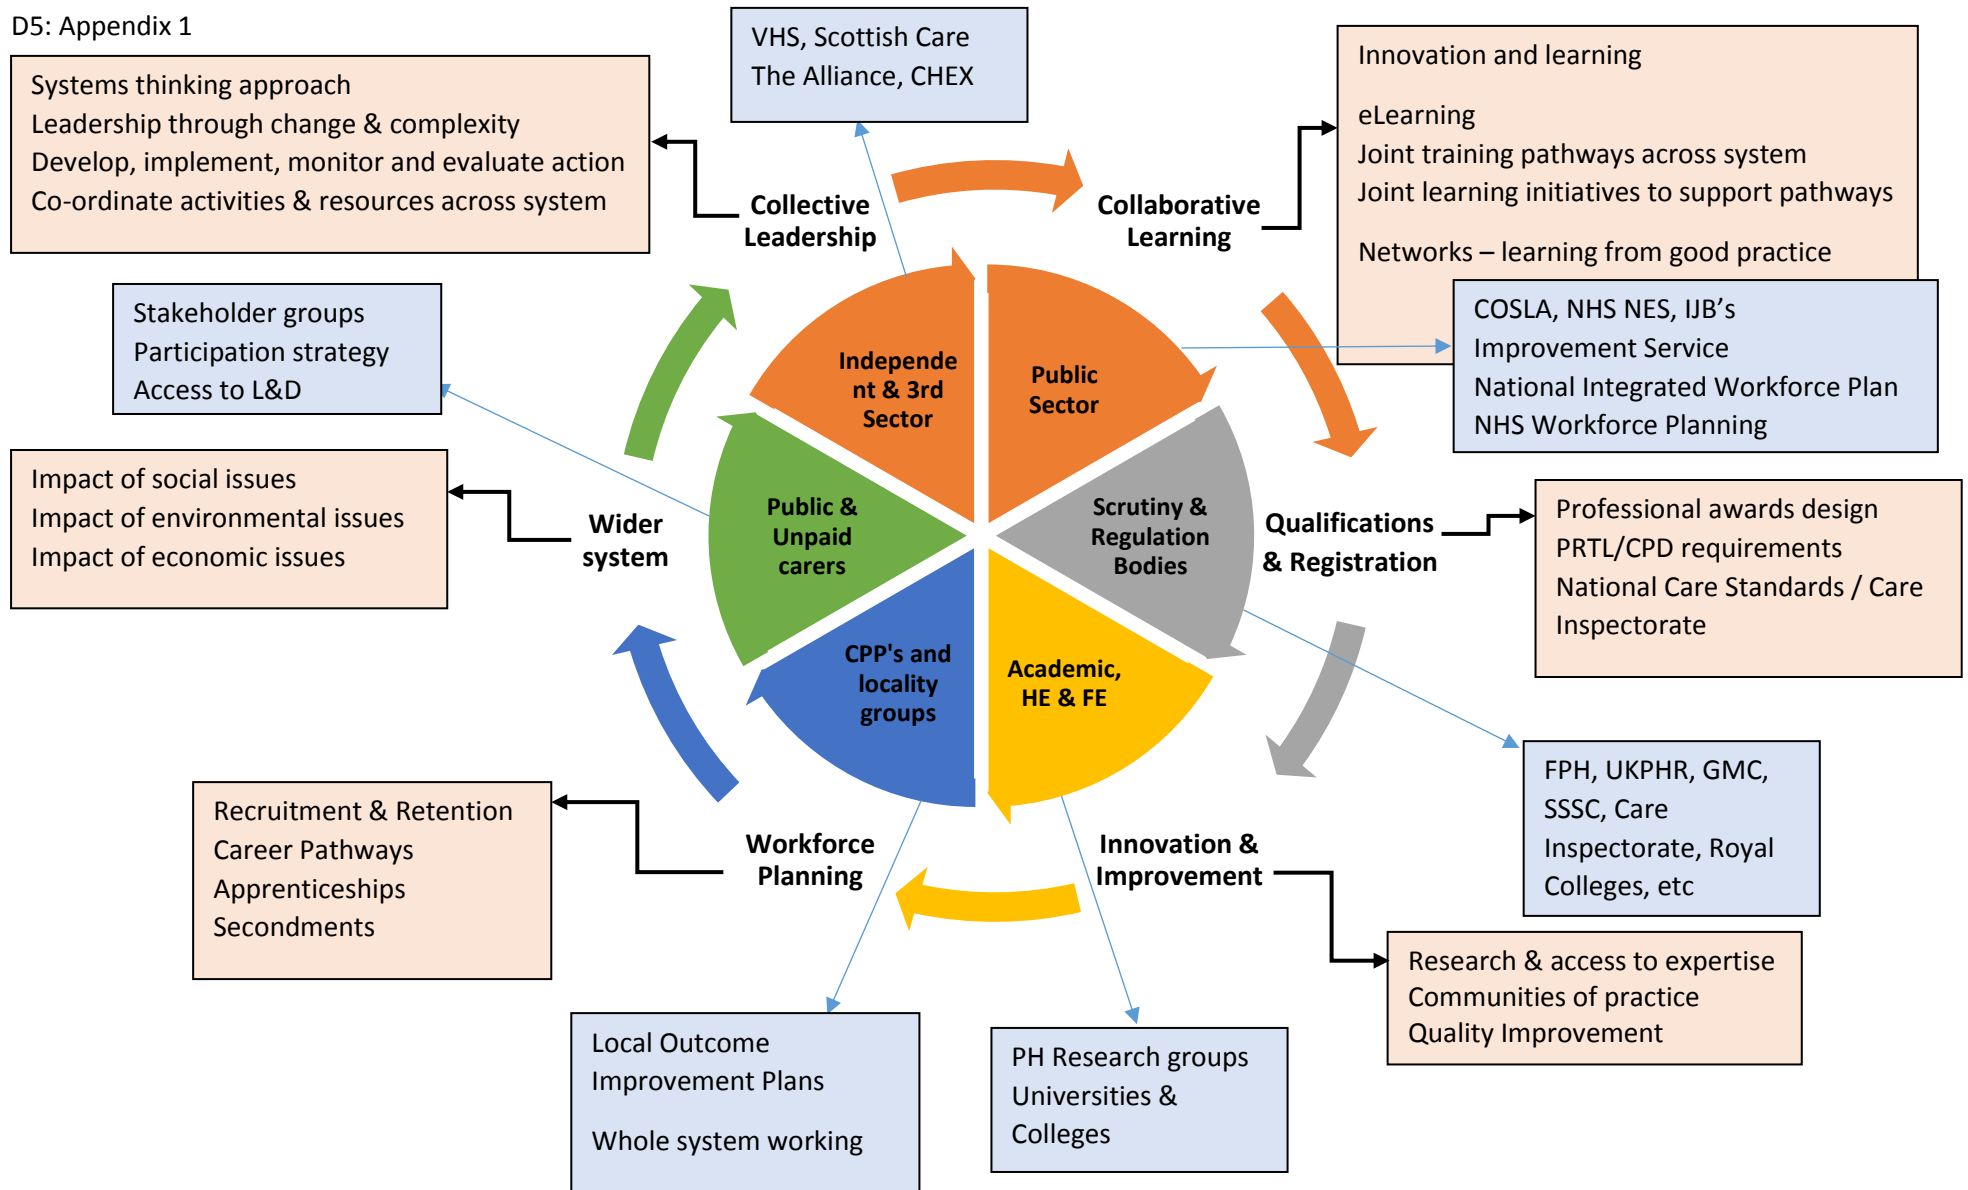 D5: Appendix 1
Systems thinking approach
Leadership through change & complexity
Develop, implement, monitor and evaluate action
Co-ordinate activities & resources across system
VHS, Scottish Care
The Alliance, CHEX
Innovation and learning
eLearning
Joint training pathways across system
Joint learning initiatives to support pathways
Networks – learning from good practice
Collective
Leadership
Collaborative
Learning
Stakeholder groups
Participation strategy
Access to L&D
COSLA, NHS NES, IJB's
Improvement Service
National Integrated Workforce Plan
NHS Workforce Planning
Independe
nt & 3rd
Sector
Public
Sector
Impact of social issues
Impact of environmental issues
Impact of economic issues
Wider
system
Public &
Unpaid
carers
Scrutiny &
Regulation
Bodies
Qualifications
& Registration
Professional awards design
PRTL/CPD requirements
National Care Standards / Care
Inspectorate
CPP's and
locality
groups
Academic,
HE & FE
FPH, UKPHR, GMC,
SSSC, Care
Inspectorate, Royal
Colleges, etc
Recruitment & Retention
Career Pathways
Apprenticeships
Secondments
Workforce
Planning
Innovation &
Improvement
Research & access to expertise
Communities of practice
Quality Improvement
Local Outcome
Improvement Plans
Whole system working
PH Research groups
Universities &
Colleges